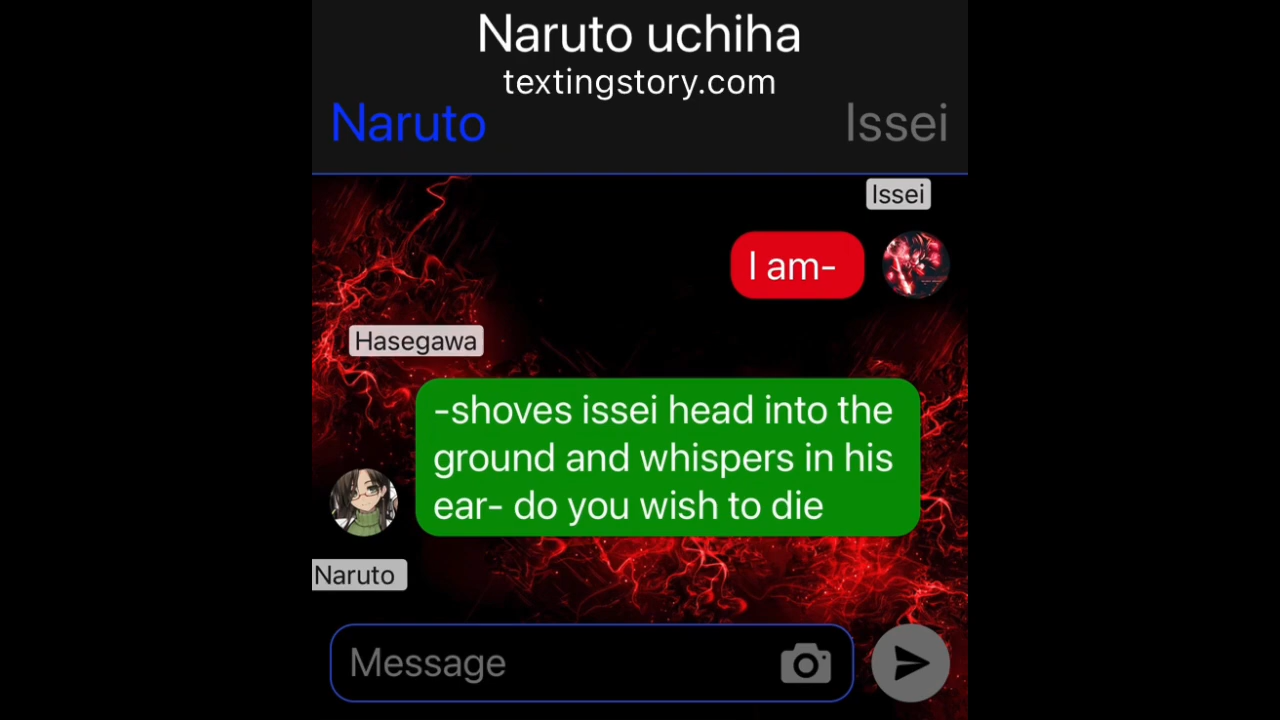 Naruto uchiha
textingstory.com
Naruto
Issei
Issei
I am-
Hasegawa
-shoves issei head into the
ground and whispers in his
ear- do you wish to die
Naruto
Message